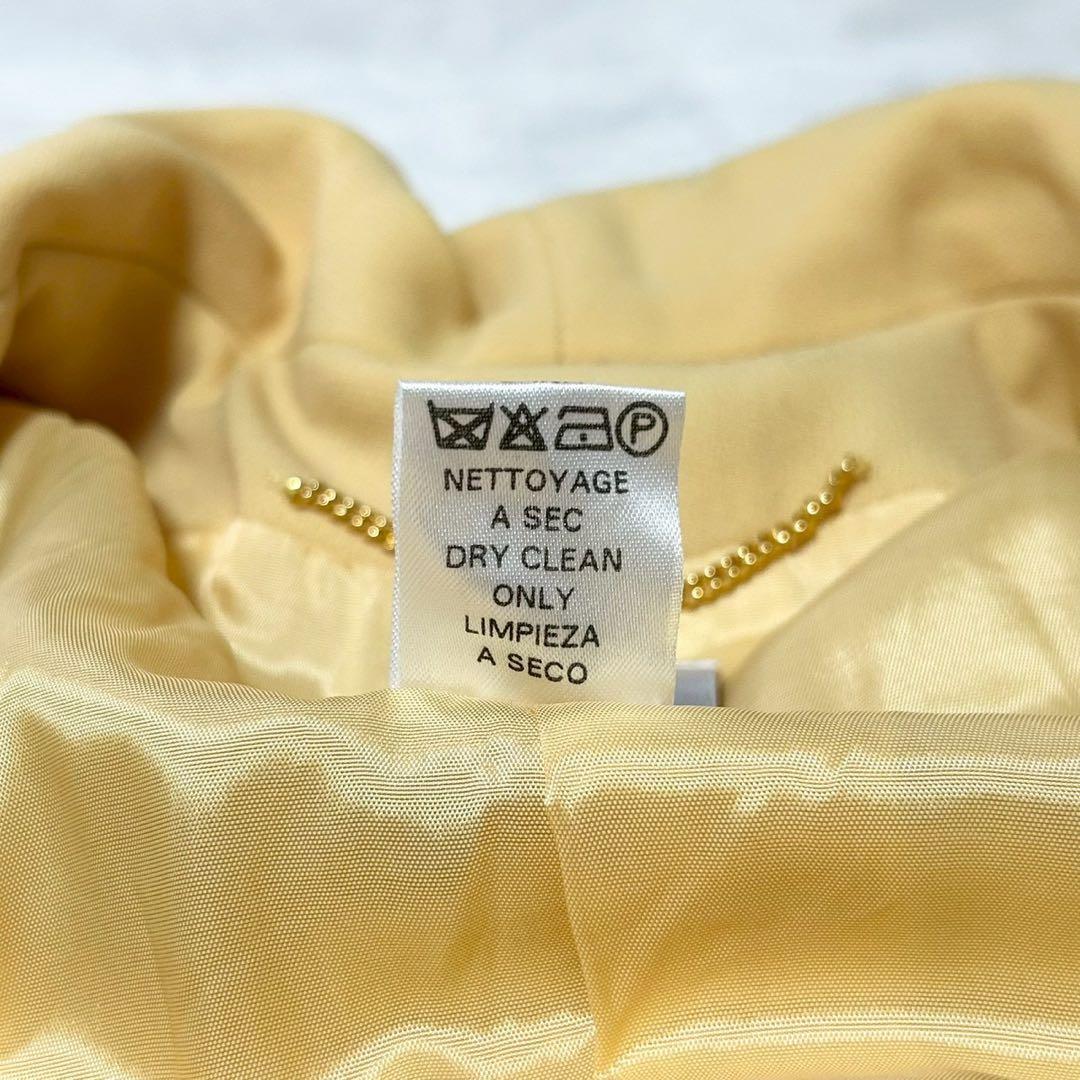 P
NETTOYAGE
A SEC
DRY CLEAN
ONLY
LIMPIEZA
A SECO